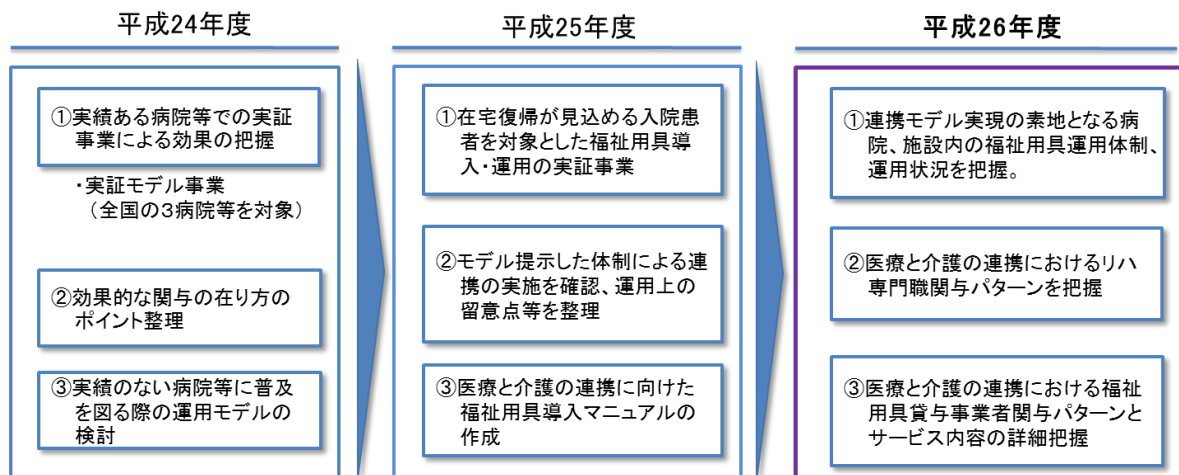 平成24年度
①実績ある病院等での実証
事業による効果の把握
・実証モデル事業
(全国の3病院等を対象)
②効果的な関与の在り方の
ポイント整理
③実績のない病院等に普及
を図る際の運用モデルの
検討
平成25年度
①在宅復帰が見込める入院患
者を対象とした福祉用具導
入・運用の実証事業
②モデル提示した体制による連
携の実施を確認、運用上の
留意点等を整理
③医療と介護の連携に向けた
福祉用具導入マニュアルの
作成
平成26年度
①連携モデル実現の素地となる病
院、施設内の福祉用具運用体制、
運用状況を把握。
②医療と介護の連携におけるリハ
専門職関与パターンを把握
③医療と介護の連携における福祉
用具貸与事業者関与パターンと
サービス内容の詳細把握